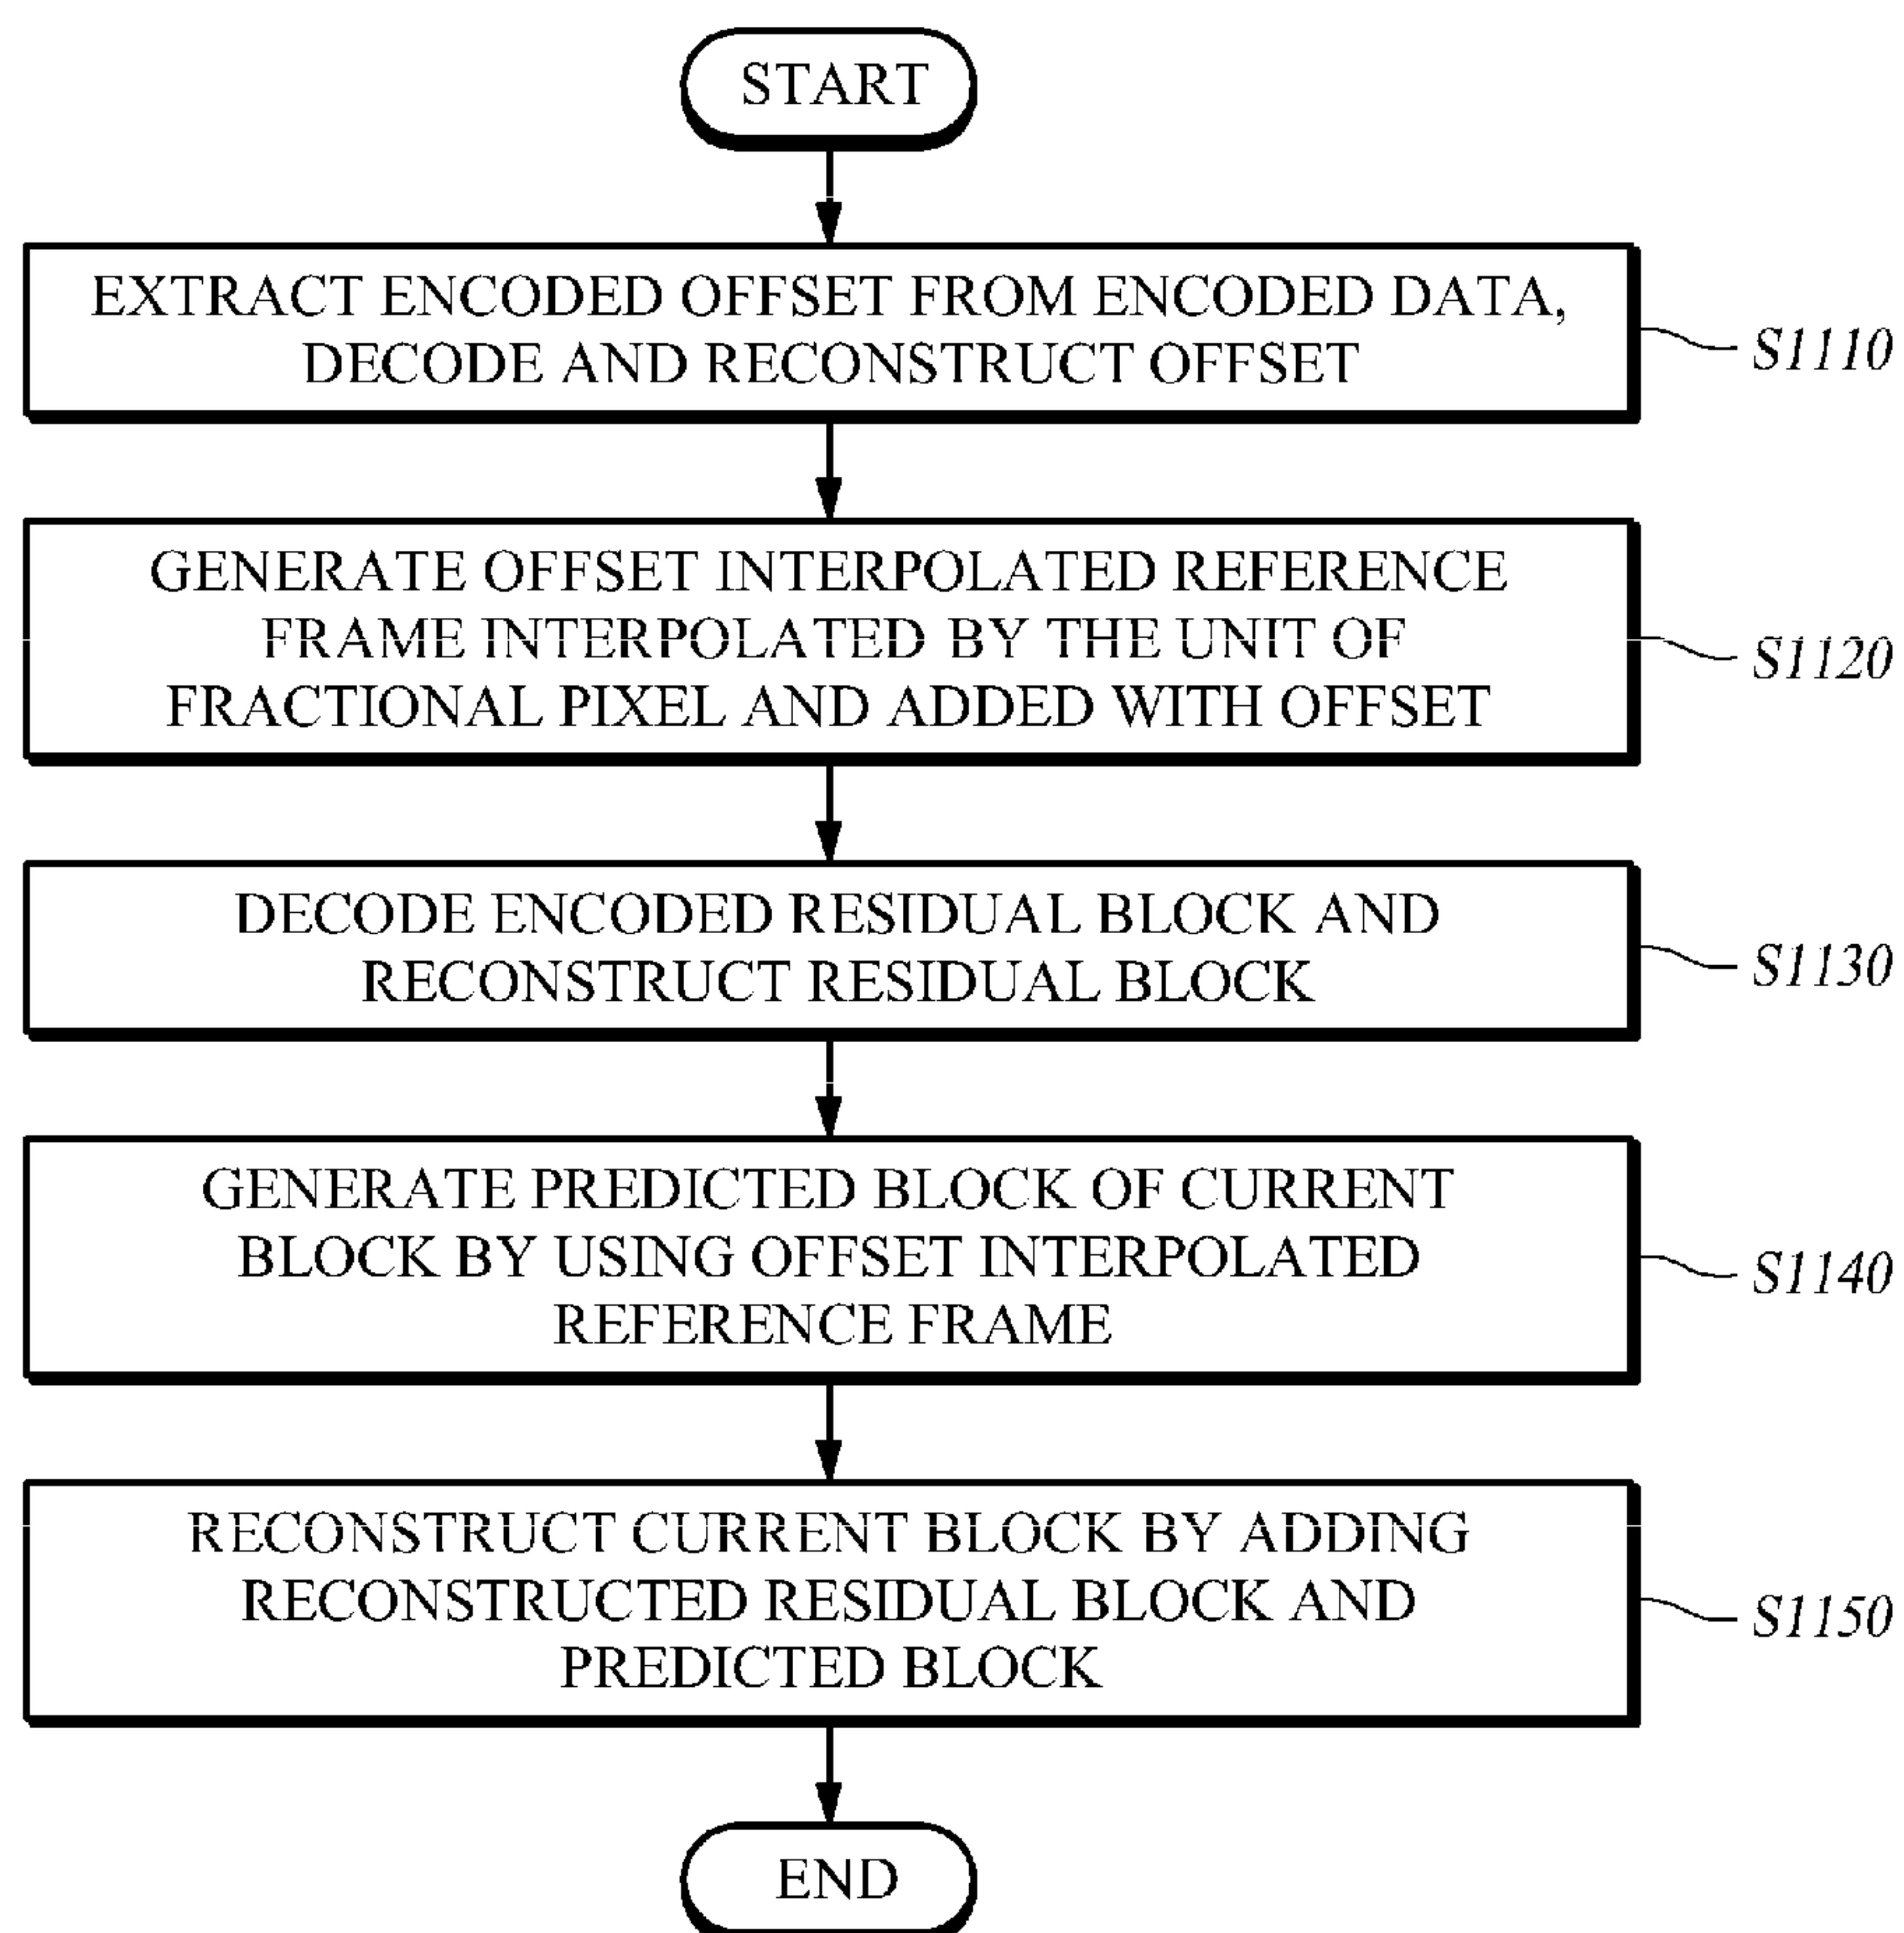 START
EXTRACT ENCODED OFFSET FROM ENCODED DATA,
DECODE AND RECONSTRUCT OFFSET
S1110
GENERATE OFFSET INTERPOLATED REFERENCE
FRAME INTERPOLATED BY THE UNIT OF
FRACTIONAL PIXEL AND ADDED WITH OFFSET
S1120
DECODE ENCODED RESIDUAL BLOCK AND
RECONSTRUCT RESIDUAL BLOCK
S1130
GENERATE PREDICTED BLOCK OF CURRENT
BLOCK BY USING OFFSET INTERPOLATED
REFERENCE FRAME
S1140
RECONSTRUCT CURRENT BLOCK BY ADDING
RECONSTRUCTED RESIDUAL BLOCK AND
PREDICTED BLOCK
S1150
END